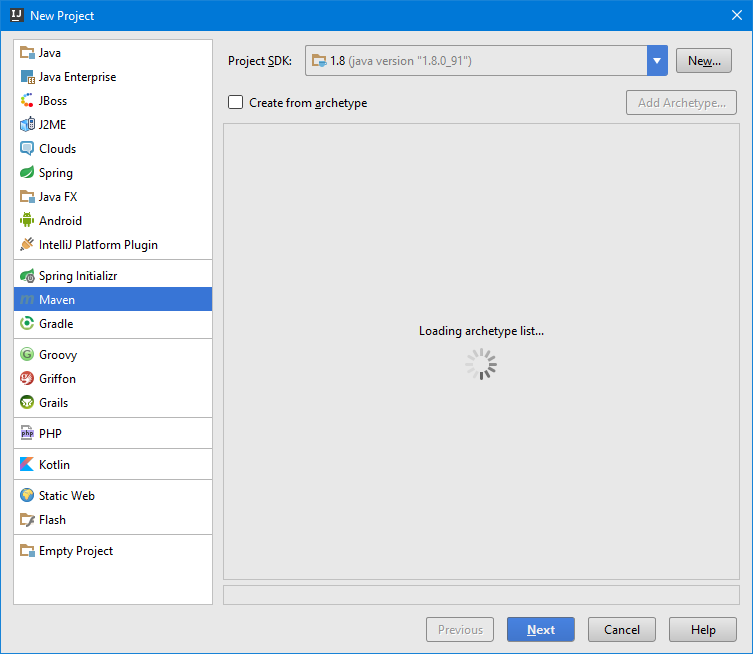 New Project
Java
Java Enterprise
JBoss
J2ME
Clouds
Spring
Java FX
Android
IntelliJ Platform Plugin
Spring Initializr
Maven
Gradle
Groovy
Griffon
Grails
PHP
Kotlin
Static Web
Flash
Empty Project
Project SDK: 1.8 (java version "1.8.0_91") New...
Create from archetype Add Archetype...
Loading archetype list...
Previous Next Cancel Help